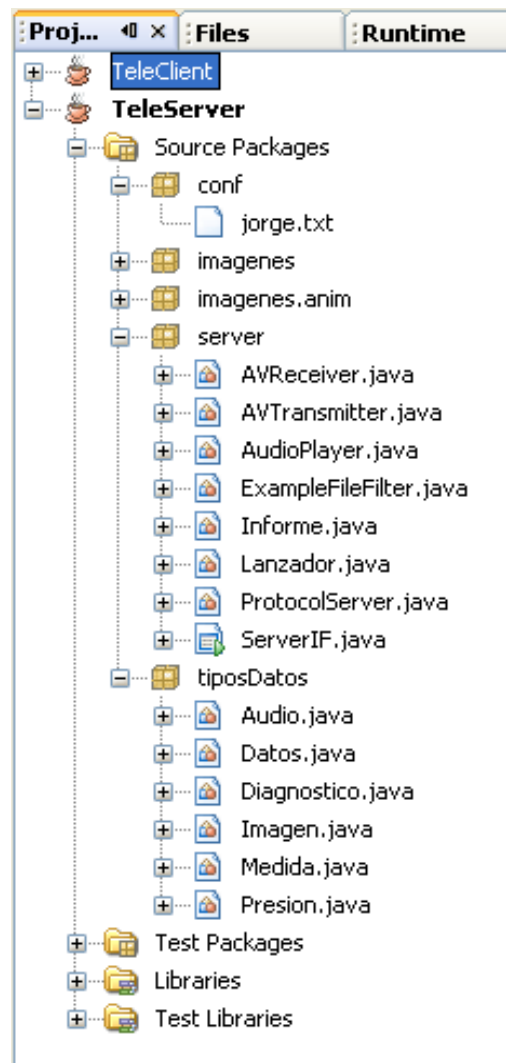 Proj... Files Runtime
TeleClient
TeleServer
Source Packages
conf
jorge.txt
imagenes
imagenes.anim
server
AVReceiver.java
AVTransmitter.java
AudioPlayer.java
ExampleFileFilter.java
Informe.java
Lanzador.java
ProtocolServer.java
ServerIF.java
tiposDatos
Audio.java
Datos.java
Diagnostico.java
Imagen.java
Medida.java
Presion.java
Test Packages
Libraries
Test Libraries